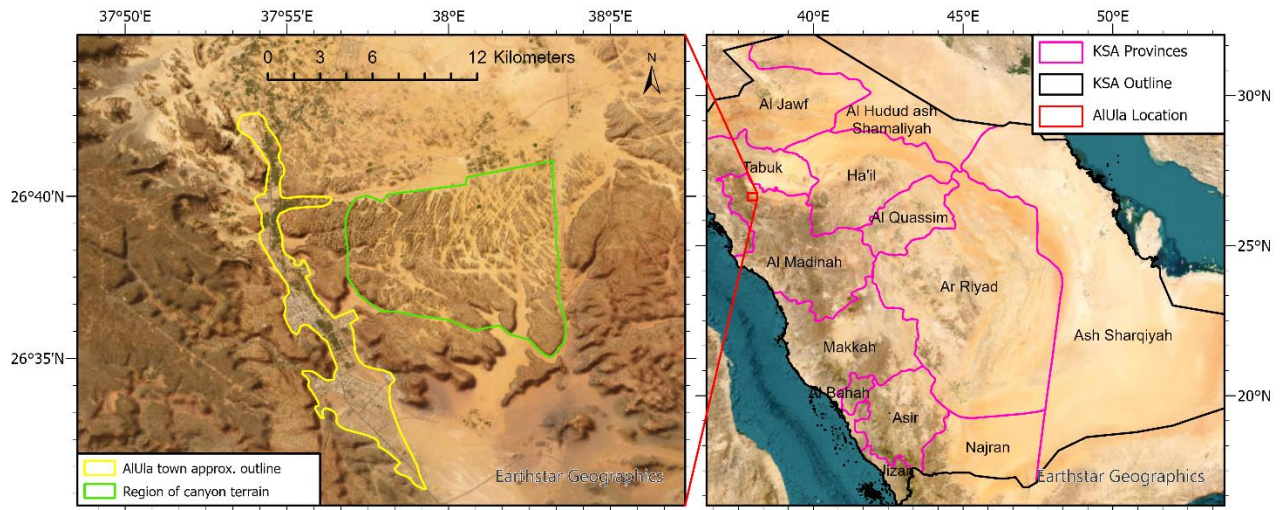 37°50'E
37°55'E
38°E
38°5'E
26°40'N
26°35'N
0 3 6 12 Kilometers
N
AlUla town approx. outline
Region of canyon terrain
Earthstar Geographics
40°E
45°E
50°E
30°N
25°N
20°N
KSA Provinces
KSA Outline
AlUla Location
Al Jawf
Al Hudud ash
Shamaliyah
Tabuk
Ha'il
Al Quassim
Al Madinah
Ar Riyad
Ash Sharqiyah
Makkah
Al Bahah
Asir
Najran
Jizan
Earthstar Geographics